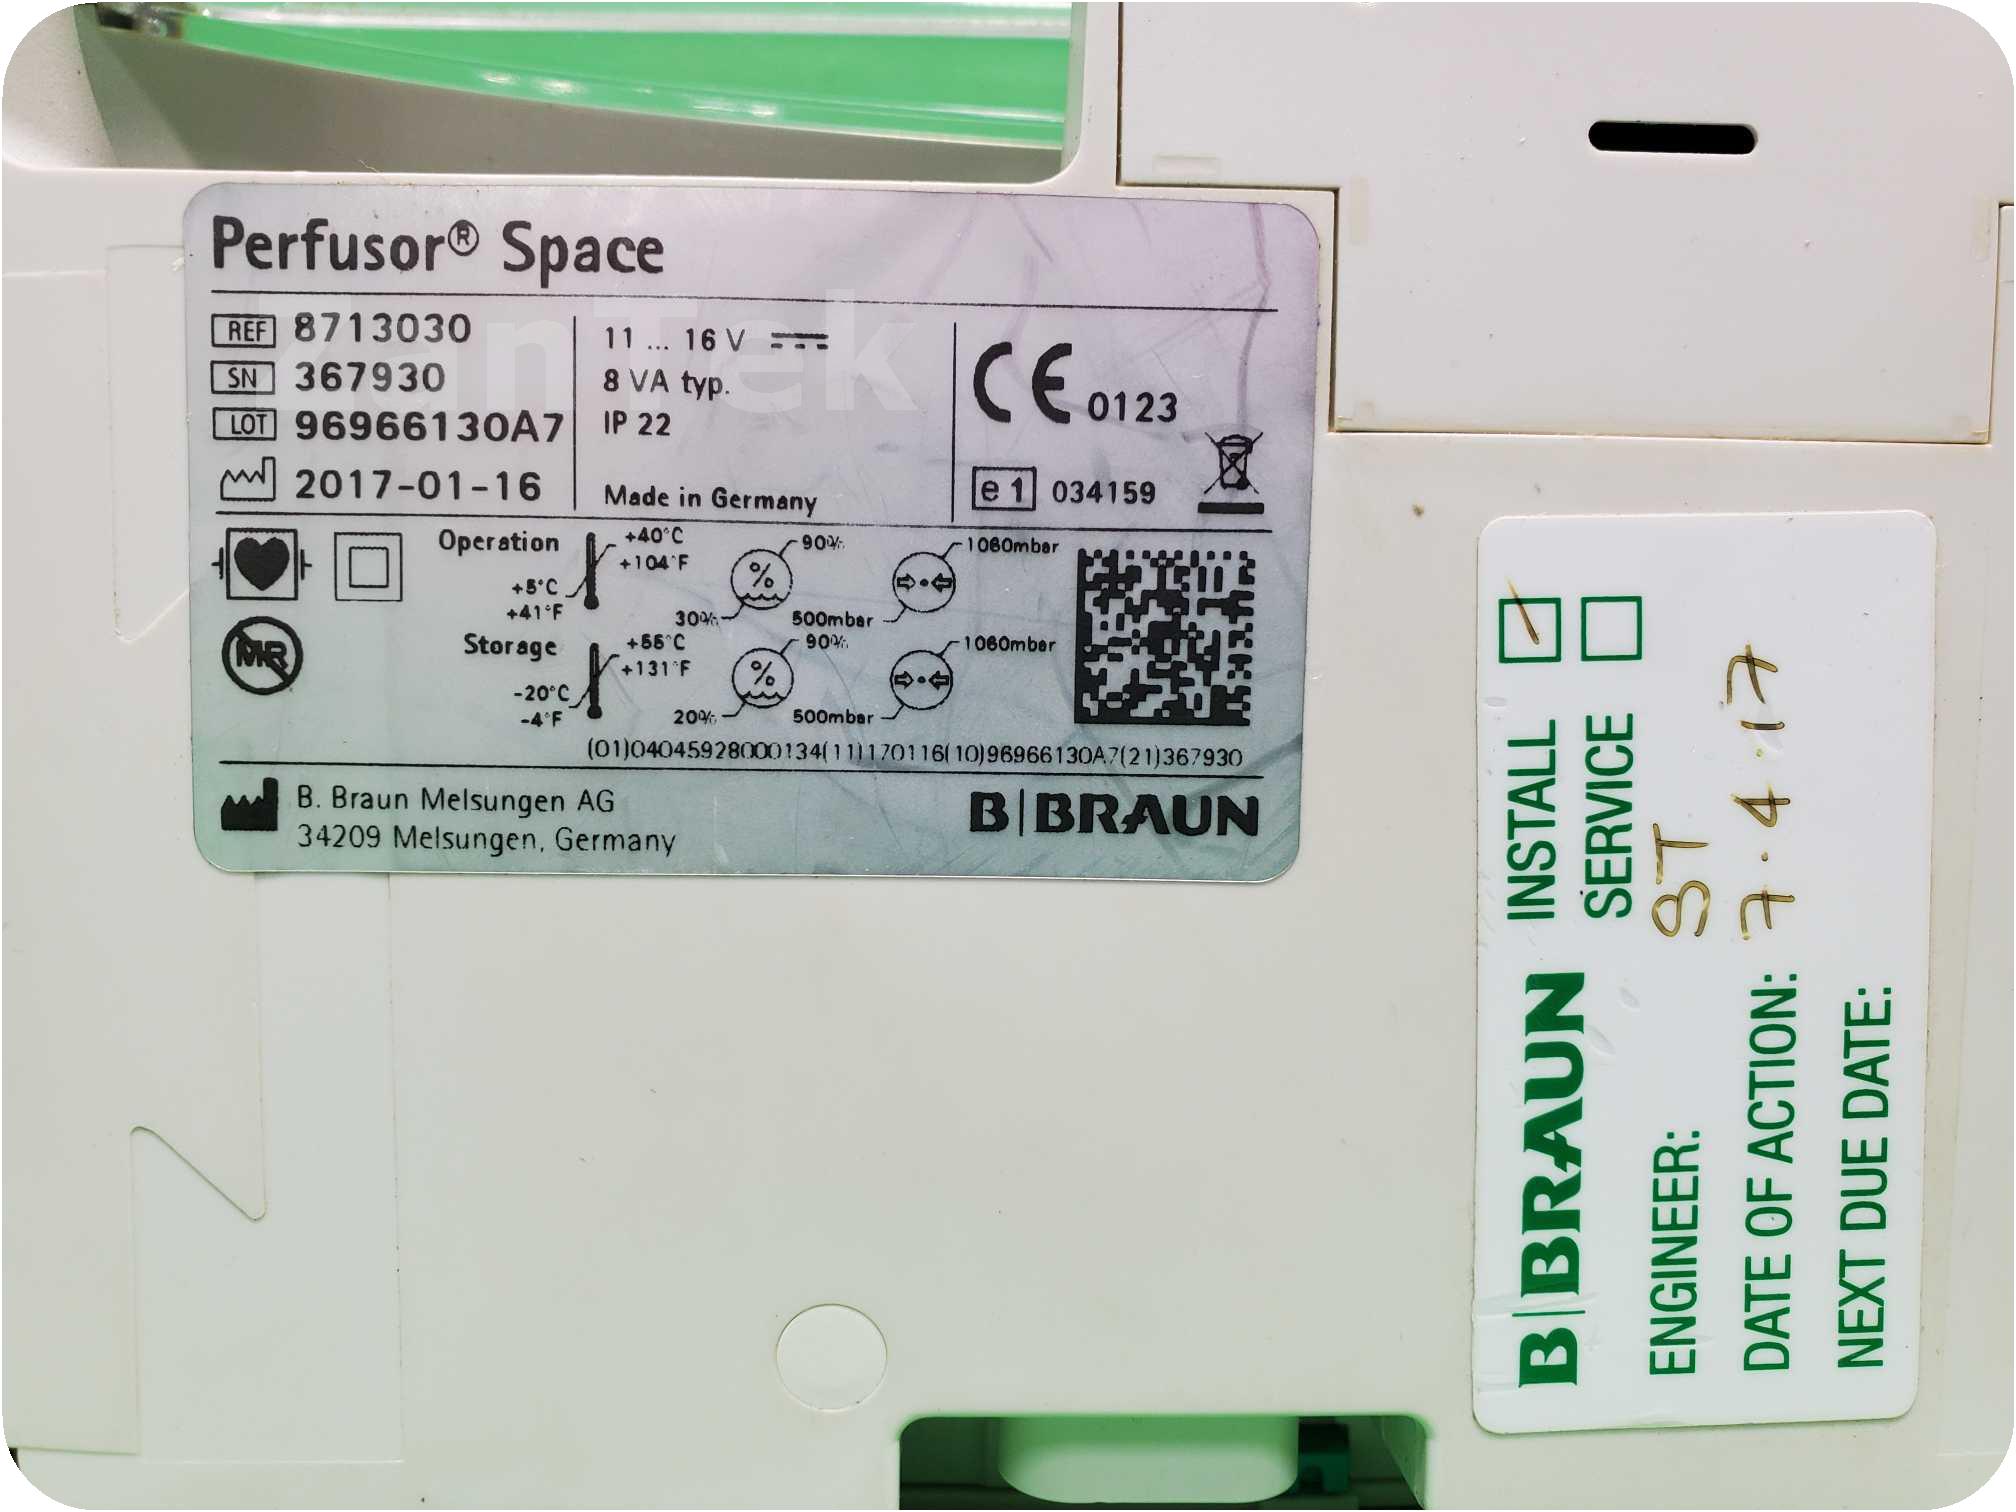 Perfusor® Space
REF 8713030
SN 367930
LOT 96966130A7
2017-01-16
11 ... 16 V
8 VA typ.
IP 22
Made in Germany
CE 0123
e1 034159
Operation
+40°C
+104°F
+5°C
+41°F
90%
30%
1060mbar
500mbar
MR
Storage
+55°C
+131°F
-20°C
-4°F
90%
20%
1060mbar
500mbar
(01)04045928000134(11)170116(10)96966130A7(21)367930
B. Braun Melsungen AG
34209 Melsungen, Germany
B|BRAUN
ZanTek
B|BRAUN INSTALL
SERVICE
ENGINEER: BT
DATE OF ACTION: 7.4.17
NEXT DUE DATE: